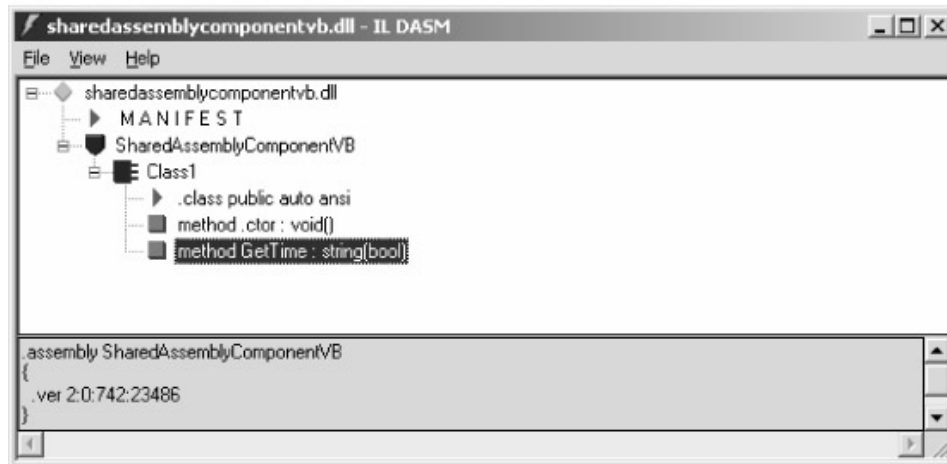 sharedassemblycomponentvb.dll - IL DASM
File View Help
sharedassemblycomponentvb.dll
MANIFEST
SharedAssemblyComponentVB
Class1
.class public auto ansi
method .ctor : void()
method GetTime : string(bool)
.assembly SharedAssemblyComponentVB
{
.ver 2:0:742:23486
}